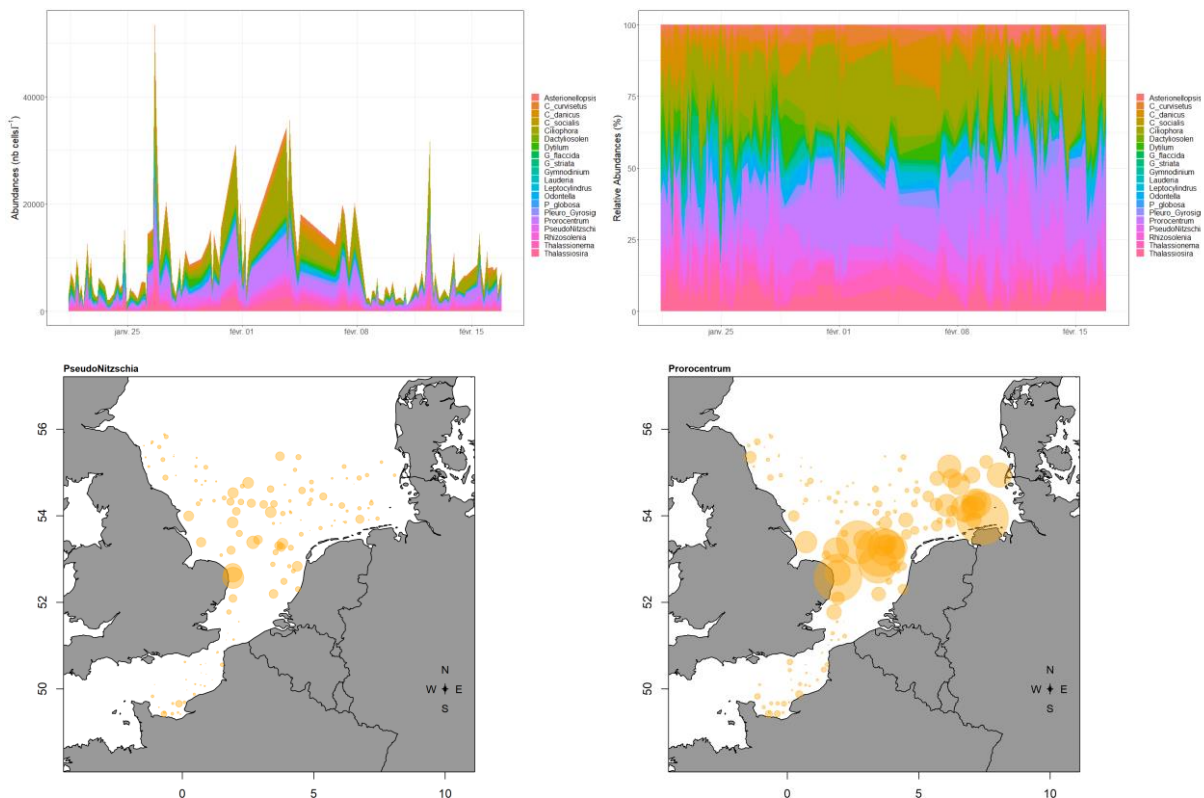 Abundances (nb cells.l⁻¹)
40000
20000
0
janv. 25
févr. 01
févr. 08
févr. 15
Asterionellopsis
C_curvisetus
C_danicus
C_socialis
Ciliophora
Dactyliosolen
Dytilum
G_flaccida
G_striata
Gymnodinium
Lauderia
Leptocylindrus
Odontella
P_globosa
Pleuro_Gyrosig
Prorocentrum
PseudoNitzschi
Rhizosolenia
Thalassionema
Thalassiosira
Relative Abundances (%)
100
75
50
25
0
janv. 25
févr. 01
févr. 08
févr. 15
Asterionellopsis
C_curvisetus
C_danicus
C_socialis
Ciliophora
Dactyliosolen
Dytilum
G_flaccida
G_striata
Gymnodinium
Lauderia
Leptocylindrus
Odontella
P_globosa
Pleuro_Gyrosig
Prorocentrum
PseudoNitzschi
Rhizosolenia
Thalassionema
Thalassiosira
PseudoNitzschia
56
54
52
50
N
W E
S
0 5 10
Prorocentrum
56
54
52
50
N
W E
S
0 5 10